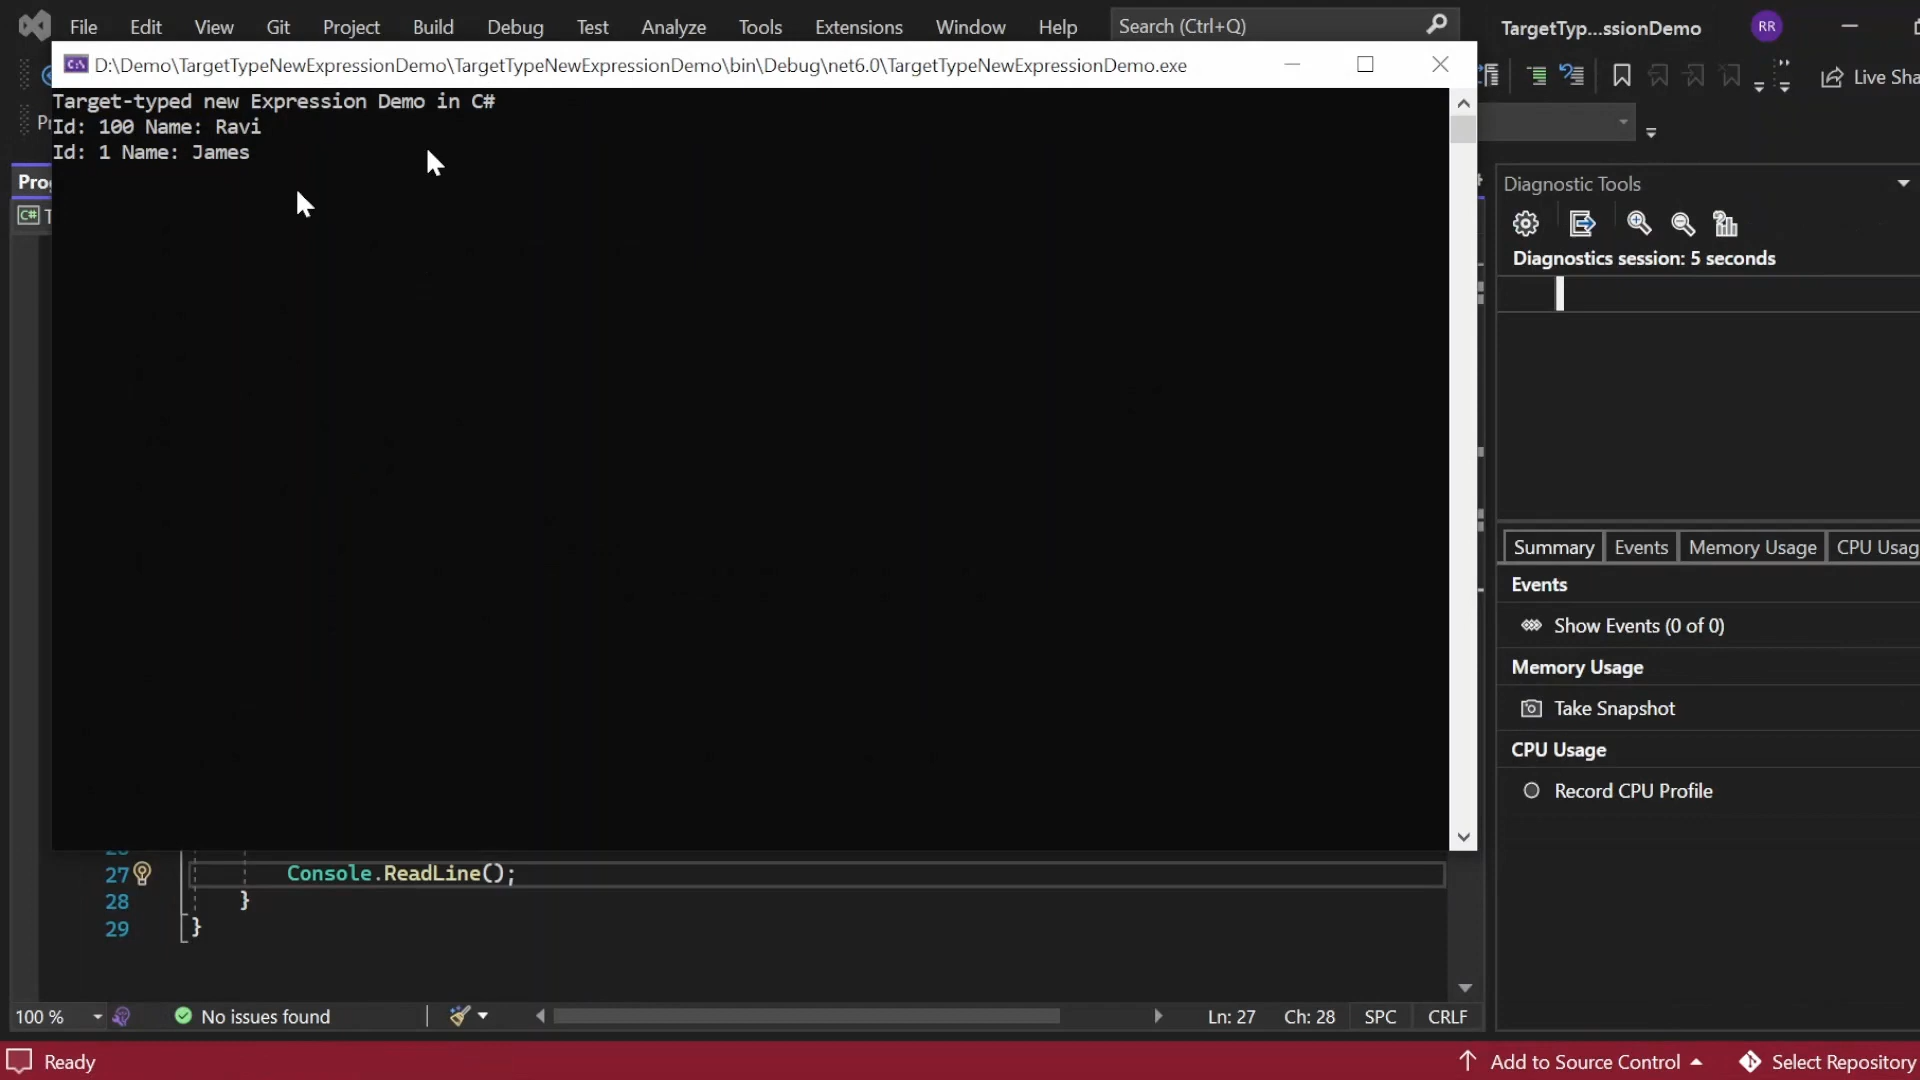 File Edit View Git Project Build Debug Test Analyze Tools Extensions Window Help Search (Ctrl+Q) TargetTyp...ssionDemo RR
D:\Demo\TargetTypeNewExpressionDemo\TargetTypeNewExpressionDemo\bin\Debug\net6.0\TargetTypeNewExpressionDemo.exe
Live Sha
Target-typed new Expression Demo in C#
Id: 100 Name: Ravi
Id: 1 Name: James
Pr
Prog
C# T
Diagnostic Tools
Diagnostics session: 5 seconds
Summary Events Memory Usage CPU Usag
Events
Show Events (0 of 0)
Memory Usage
Take Snapshot
CPU Usage
Record CPU Profile
27 Console.ReadLine();
28 }
29 }
100 % No issues found Ln: 27 Ch: 28 SPC CRLF
Ready Add to Source Control Select Repository